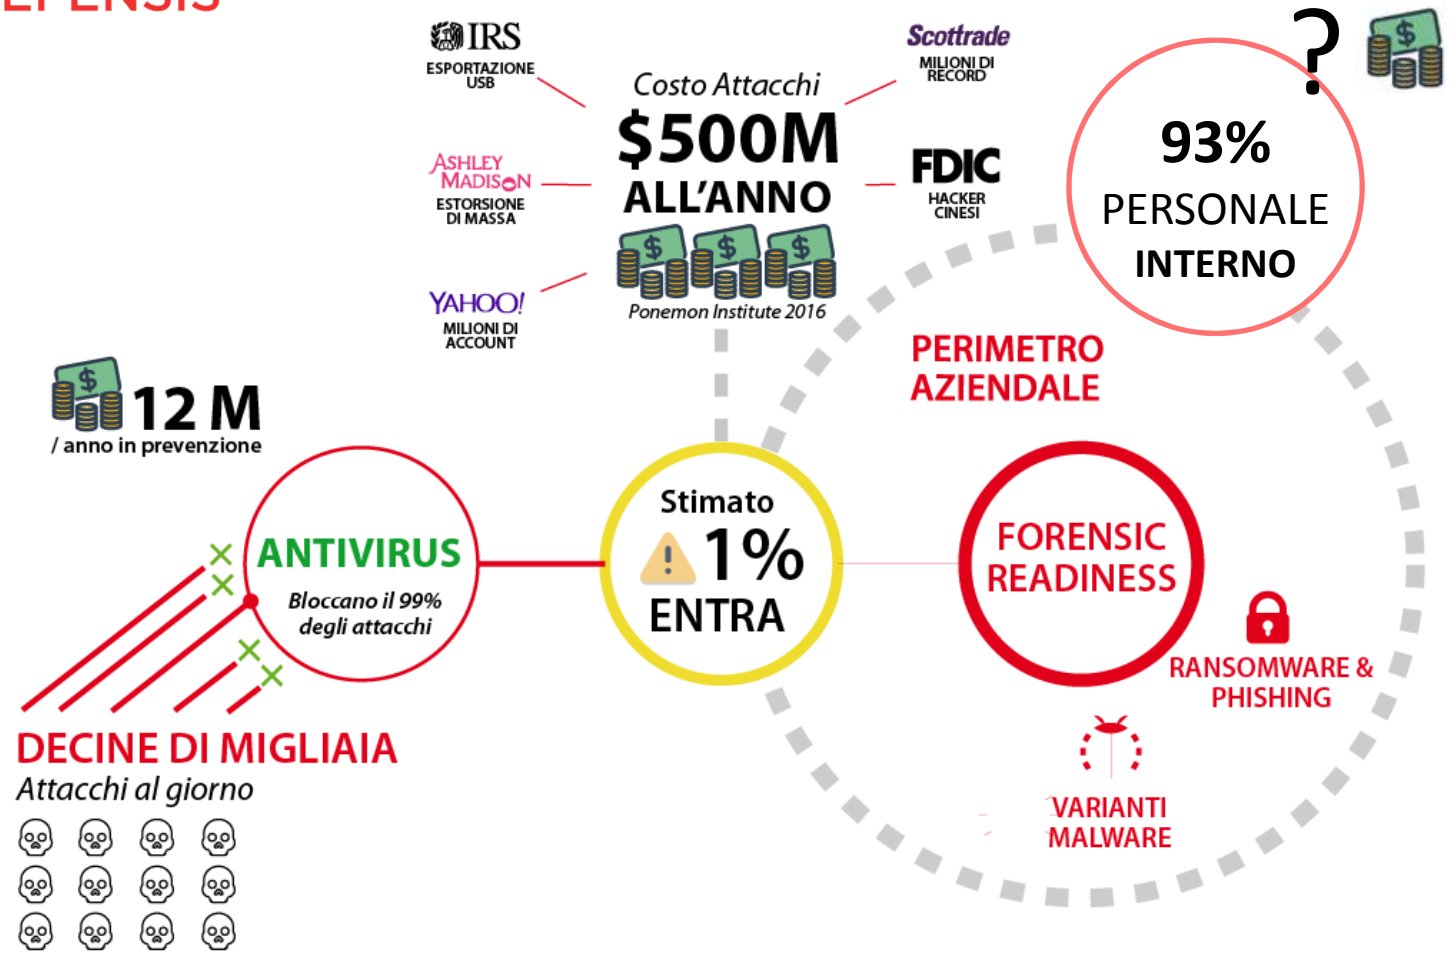 IRS
ESPORTAZIONE
USB
ASHLEY
MADISON
ESTORSIONE
DI MASSA
YAHOO!
MILIONI DI
ACCOUNT
Costo Attacchi
$500M
ALL'ANNO
Ponemon Institute 2016
Scottrade
MILIONI DI
RECORD
FDIC
HACKER
CINESI
?
93%
PERSONALE
INTERNO
PERIMETRO
AZIENDALE
12 M
/ anno in prevenzione
ANTIVIRUS
Bloccano il 99%
degli attacchi
Stimato
1%
ENTRA
FORENSIC
READINESS
RANSOMWARE &
PHISHING
VARIANTI
MALWARE
DECINE DI MIGLIAIA
Attacchi al giorno